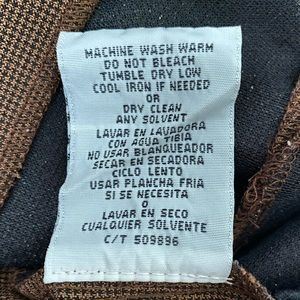 MACHINE WASH WARM
DO NOT BLEACH
TUMBLE DRY LOW
COOL IRON IF NEEDED
OR
DRY CLEAN
ANY SOLVENT
LAVAR EN LAVADORA
CON AGUA TIBIA
NO USAR BLANQUEADOR
SECAR EN SECADORA
CICLO LENTO
USAR PLANCHA FRIA
SI SE NECESITA
O
LAVAR EN SECO
CUALQUIER SOLVENTE
C/T 509896